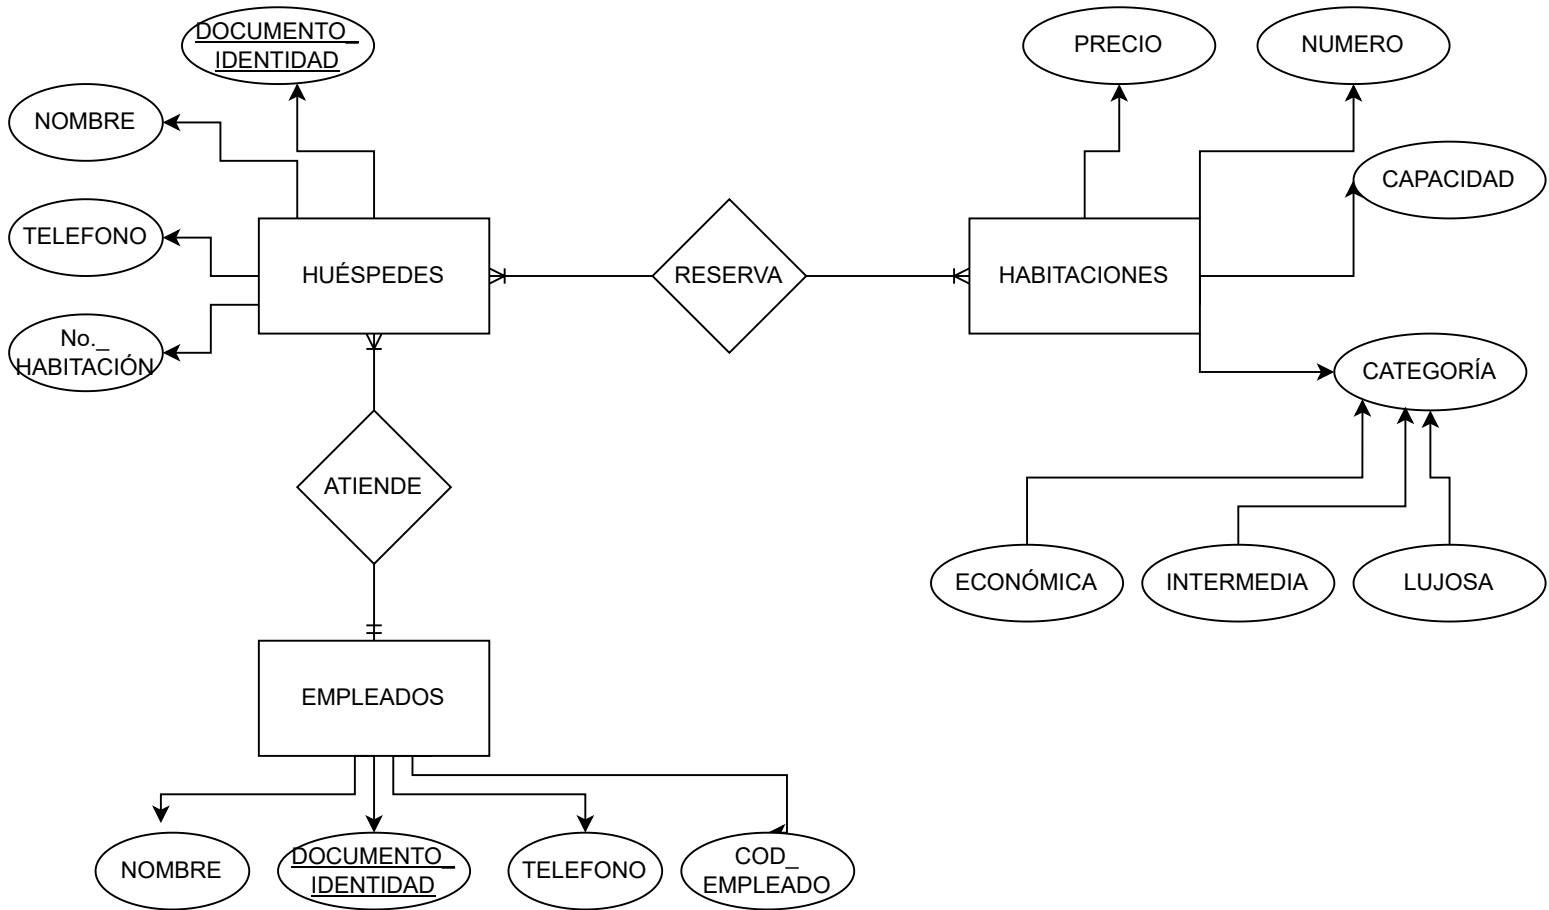 DOCUMENTO_
IDENTIDAD
PRECIO
NUMERO
NOMBRE
CAPACIDAD
TELEFONO
HUÉSPEDES
RESERVA
HABITACIONES
No._
HABITACIÓN
CATEGORÍA
ATIENDE
ECONÓMICA
INTERMEDIA
LUJOSA
EMPLEADOS
NOMBRE
DOCUMENTO_
IDENTIDAD
TELEFONO
COD_
EMPLEADO